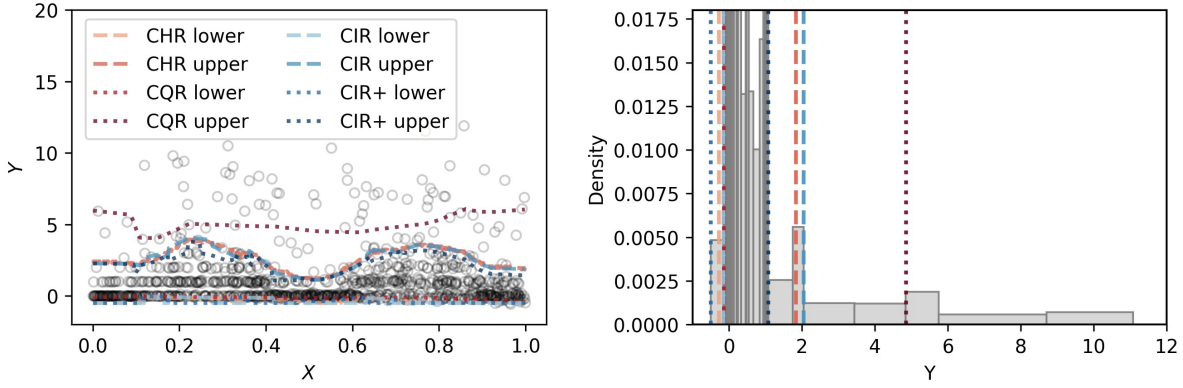 20
15
10
5
0
Y
CHR lower
CHR upper
CQR lower
CQR upper
CIR lower
CIR upper
CIR+ lower
CIR+ upper
0.0 0.2 0.4 0.6 0.8 1.0
X
0.0175
0.0150
0.0125
0.0100
0.0075
0.0050
0.0025
0.0000
Density
0 2 4 6 8 10 12
Y